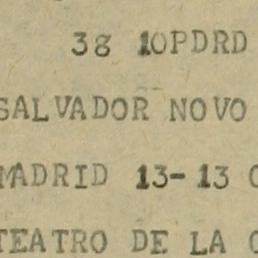 38 10PDRD
SALVADOR NOVO
MADRID 13-13
TEATRO DE LA